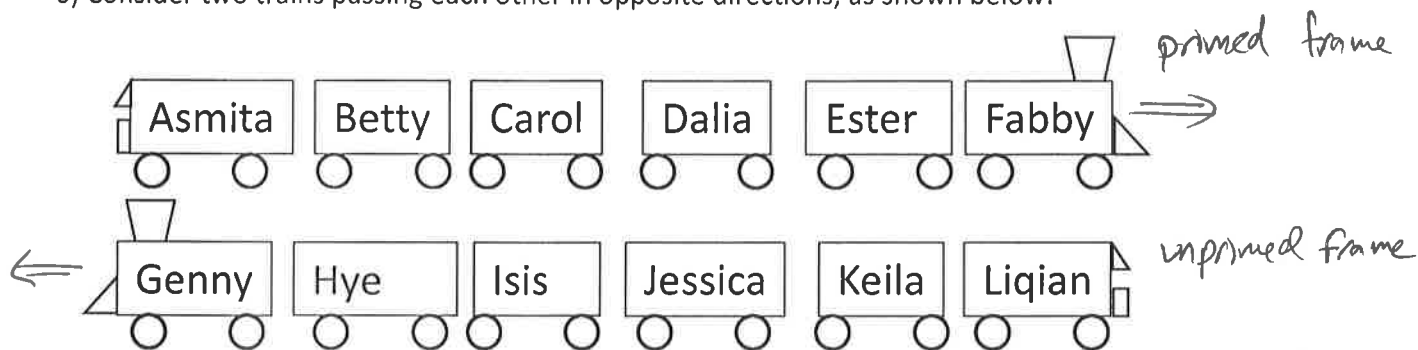 Consider two trains passing each other in opposite directions, as shown below.
primed frame
Asmita Betty Carol Dalia Ester Fabby
Genny Hye Isis Jessica Keila Liqian
unprimed frame